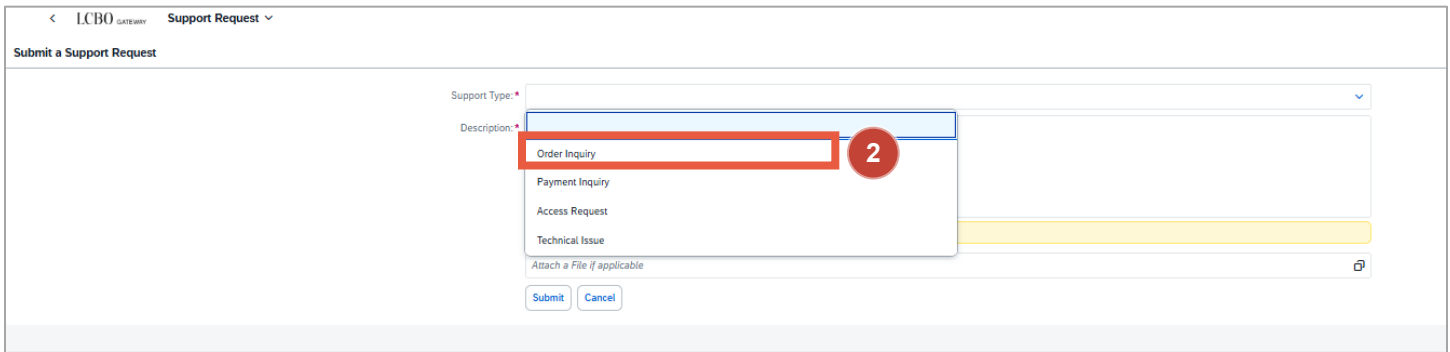 LCBO GATEWAY Support Request
Submit a Support Request
Support Type:*
Description:*
Order Inquiry
2
Payment Inquiry
Access Request
Technical Issue
Attach a File if applicable
Submit Cancel